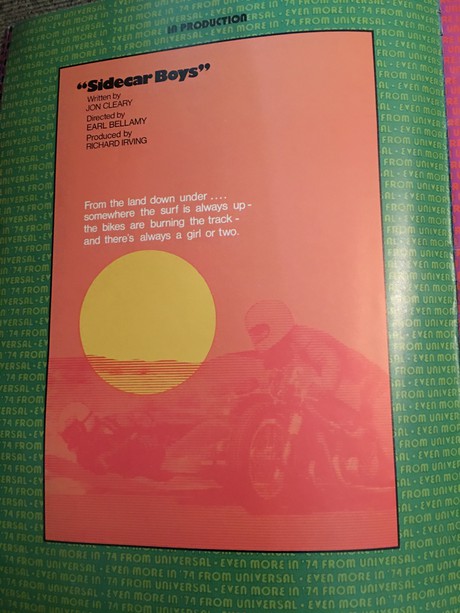 IN PRODUCTION
"Sidecar Boys"
Written by
JON CLEARY
Directed by
EARL BELLAMY
Produced by
RICHARD IRVING
From the land down under ....
somewhere the surf is always up -
the bikes are burning the track -
and there's always a girl or two.
EVEN MORE IN '74 FROM UNIVERSAL